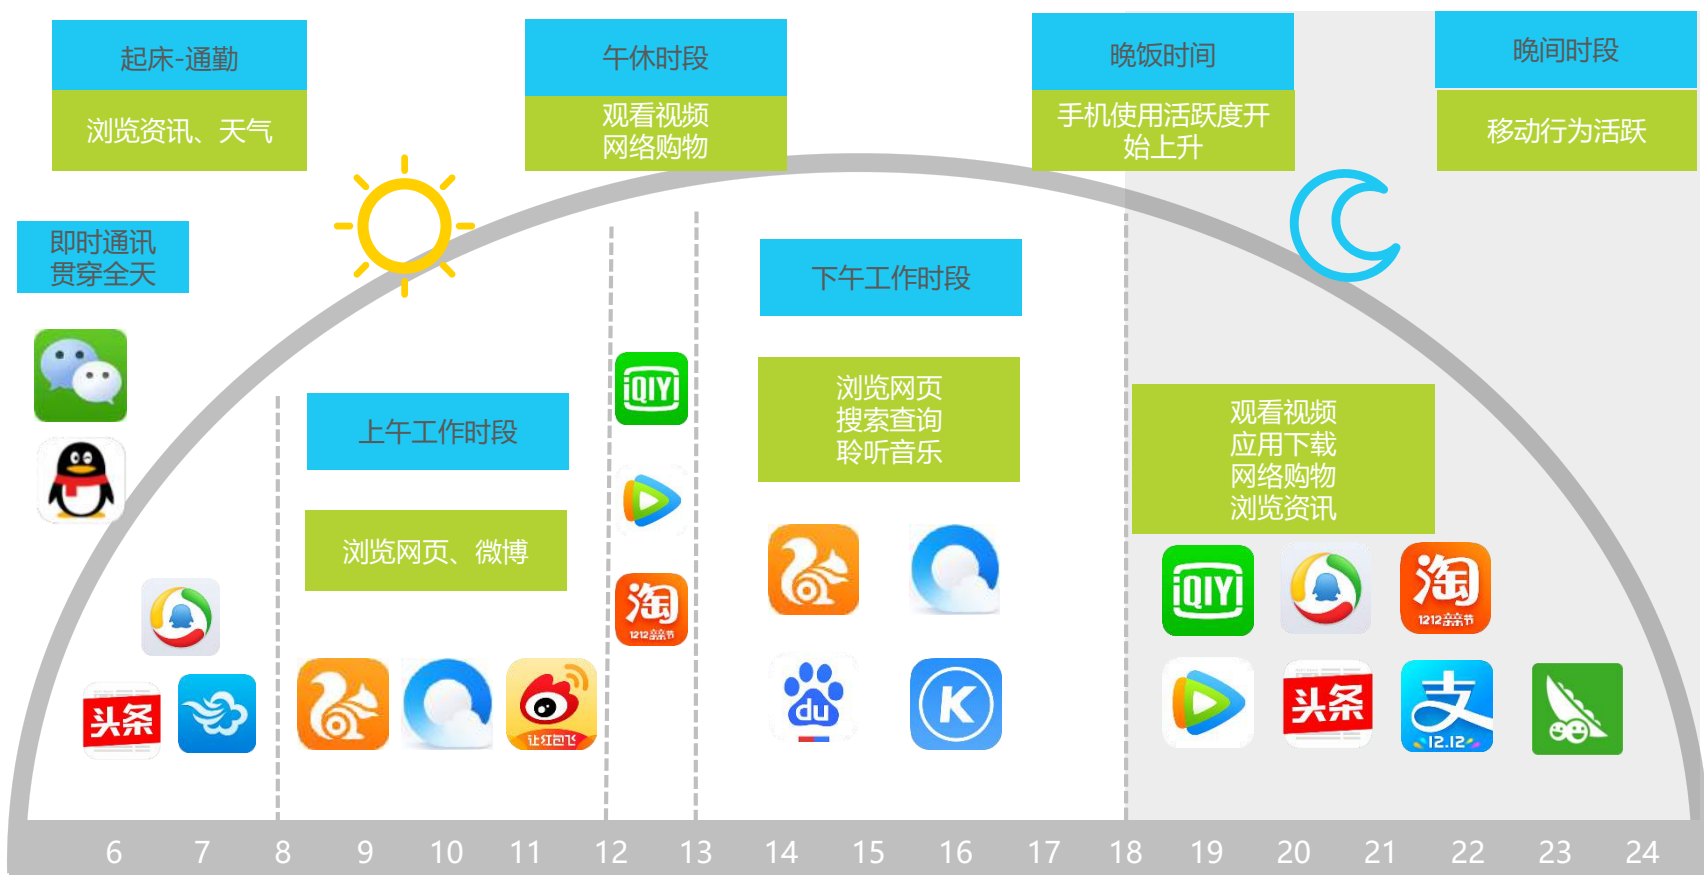 起床-通勤
浏览资讯、天气
午休时段
观看视频
网络购物
晚饭时间
手机使用活跃度开
始上升
晚间时段
移动行为活跃
即时通讯
贯穿全天
下午工作时段
浏览网页
搜索查询
聆听音乐
上午工作时段
浏览网页、微博
观看视频
应用下载
网络购物
浏览资讯
iQIYI
淘
1212亲亲节
头条
让红包飞
du
K
iQIYI
淘
1212亲亲节
头条
支
12.12
6 7 8 9 10 11 12 13 14 15 16 17 18 19 20 21 22 23 24